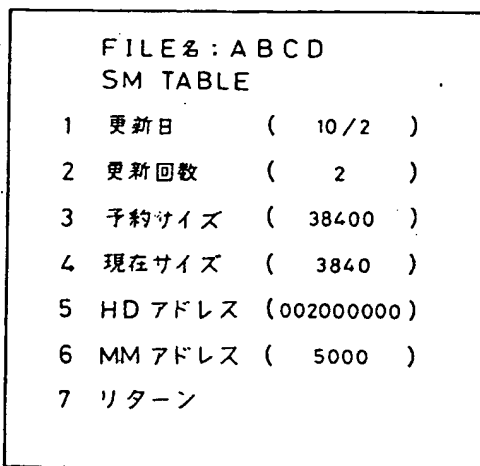 FILE名:ABCD
SM TABLE
1 更新日 ( 10/2 )
2 更新回数 ( 2 )
3 予約サイズ ( 38400 )
4 現在サイズ ( 3840 )
5 HDアドレス (002000000)
6 MMアドレス ( 5000 )
7 リターン